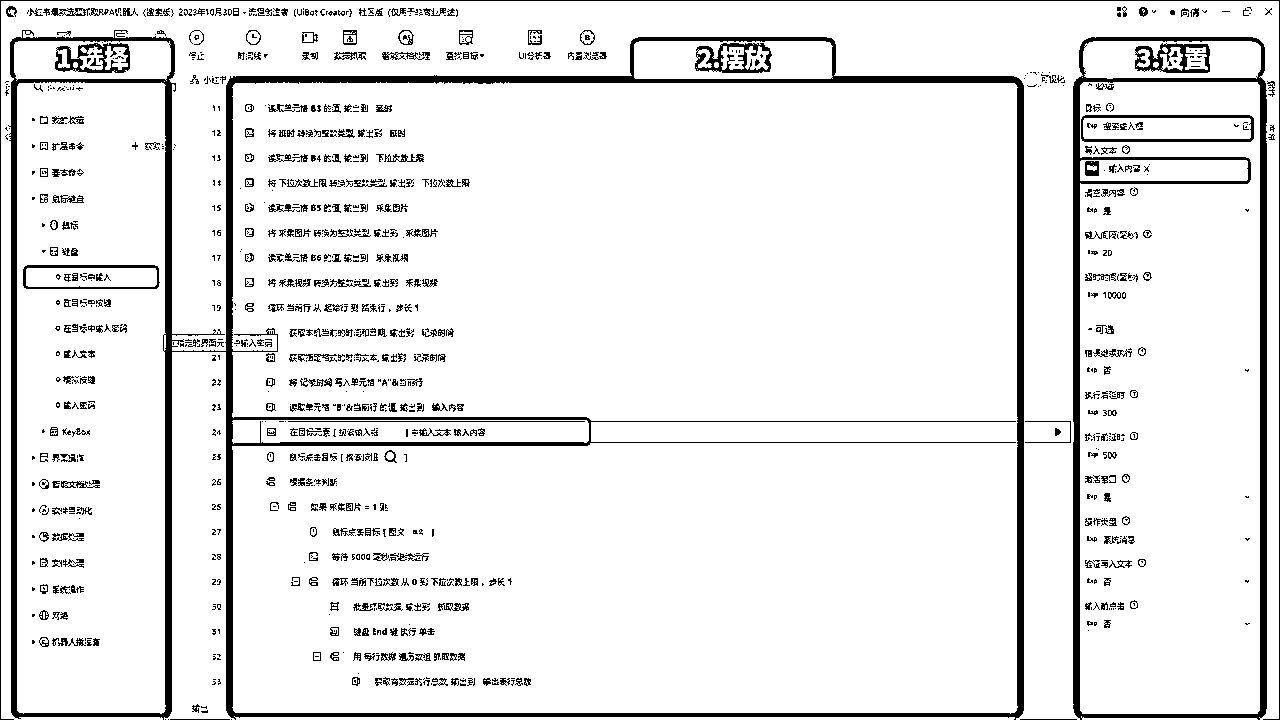 小红书爆款选题抓取RPA机器人（搜索版）2023年10月30日 - 流程创造者（UiBot Creator）社区版（仅用于非商业用途）
停止
时间线
录制
数据抓取
智能文档处理
查找目标
UI分析器
内置浏览器
1.选择
2.摆放
3.设置
小红书
可视化
我的收藏
扩展命令
+ 获取
基本命令
鼠标键盘
鼠标
键盘
在目标中输入
在目标中按键
在目标中输入密码
输入文本
模拟按键
输入密码
KeyBox
界面操作
智能文档处理
软件自动化
数据处理
文件处理
系统操作
网络
机器人指挥官
在指定的界面元素中输入密码
11 读取单元格 B3 的值, 输出到 延时
12 将 延时 转换为整数类型, 输出到 延时
13 读取单元格 B4 的值, 输出到 下拉次数上限
14 将 下拉次数上限 转换为整数类型, 输出到 下拉次数上限
15 读取单元格 B5 的值, 输出到 采集图片
16 将 采集图片 转换为整数类型, 输出到 采集图片
17 读取单元格 B6 的值, 输出到 采集视频
18 将 采集视频 转换为整数类型, 输出到 采集视频
19 循环 当前行 从 起始行 到 结束行 , 步长 1
20 获取本机当前的时间和日期, 输出到 记录时间
21 获取指定格式的时间文本, 输出到 记录时间
22 将 记录时间 写入单元格 "A"&当前行
23 读取单元格 "B"&当前行 的值, 输出到 输入内容
24 在目标元素 [ 搜索输入框 ] 中输入文本 输入内容
25 鼠标点击目标 [ 搜索按钮 ]
26 根据条件判断
如果 采集图片 = 1 则
27 鼠标点击目标 [ 图文 ]
28 等待 5000 毫秒后继续运行
29 循环 当前下拉次数 从 0 到 下拉次数上限 , 步长 1
30 批量抓取数据, 输出到 抓取数据
31 键盘 End 键 执行 单击
32 用 每行数据 遍历数组 抓取数据
33 获取有数据的行总数, 输出到 输出表行总数
输出
必选
目标
Exp 搜索输入框
写入文本
输入内容 X
清空原内容
Exp 是
键入间隔(毫秒)
Exp 20
超时时间(毫秒)
Exp 10000
可选
错误继续执行
Exp 否
执行后延时
Exp 300
执行前延时
Exp 500
激活窗口
Exp 是
操作类型
Exp 系统消息
验证写入文本
Exp 否
输入前点击
Exp 否